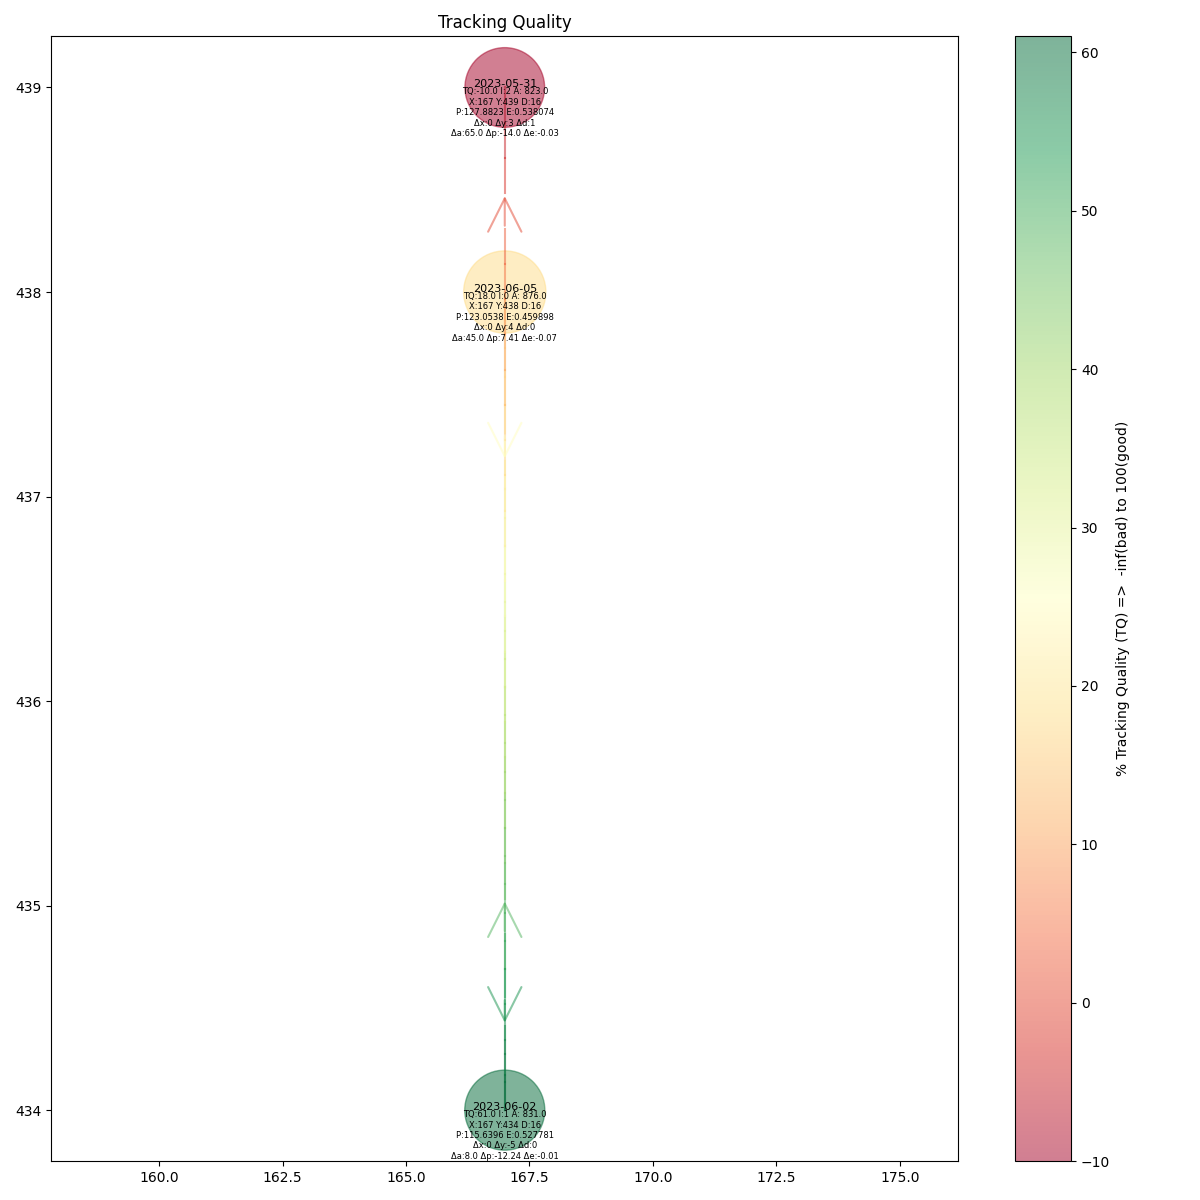 Tracking Quality
439
438
437
436
435
434
160.0 162.5 165.0 167.5 170.0 172.5 175.0
2023-05-31
TQ:-10.0 I:2 A: 823.0
X:167 Y:439 D:16
P:127.8823 E:0.538074
Δx:0 Δy:3 Δd:1
Δa:65.0 Δp:-14.0 Δe:-0.03
2023-06-05
TQ:18.0 I:0 A: 876.0
X:167 Y:438 D:16
P:123.0538 E:0.459898
Δx:0 Δy:4 Δd:0
Δa:45.0 Δp:7.41 Δe:-0.07
2023-06-02
TQ:61.0 I:1 A: 831.0
X:167 Y:434 D:16
P:115.6396 E:0.527781
Δx:0 Δy:-5 Δd:0
Δa:8.0 Δp:-12.24 Δe:-0.01
60
50
40
30
20
10
0
−10
% Tracking Quality (TQ) => -inf(bad) to 100(good)